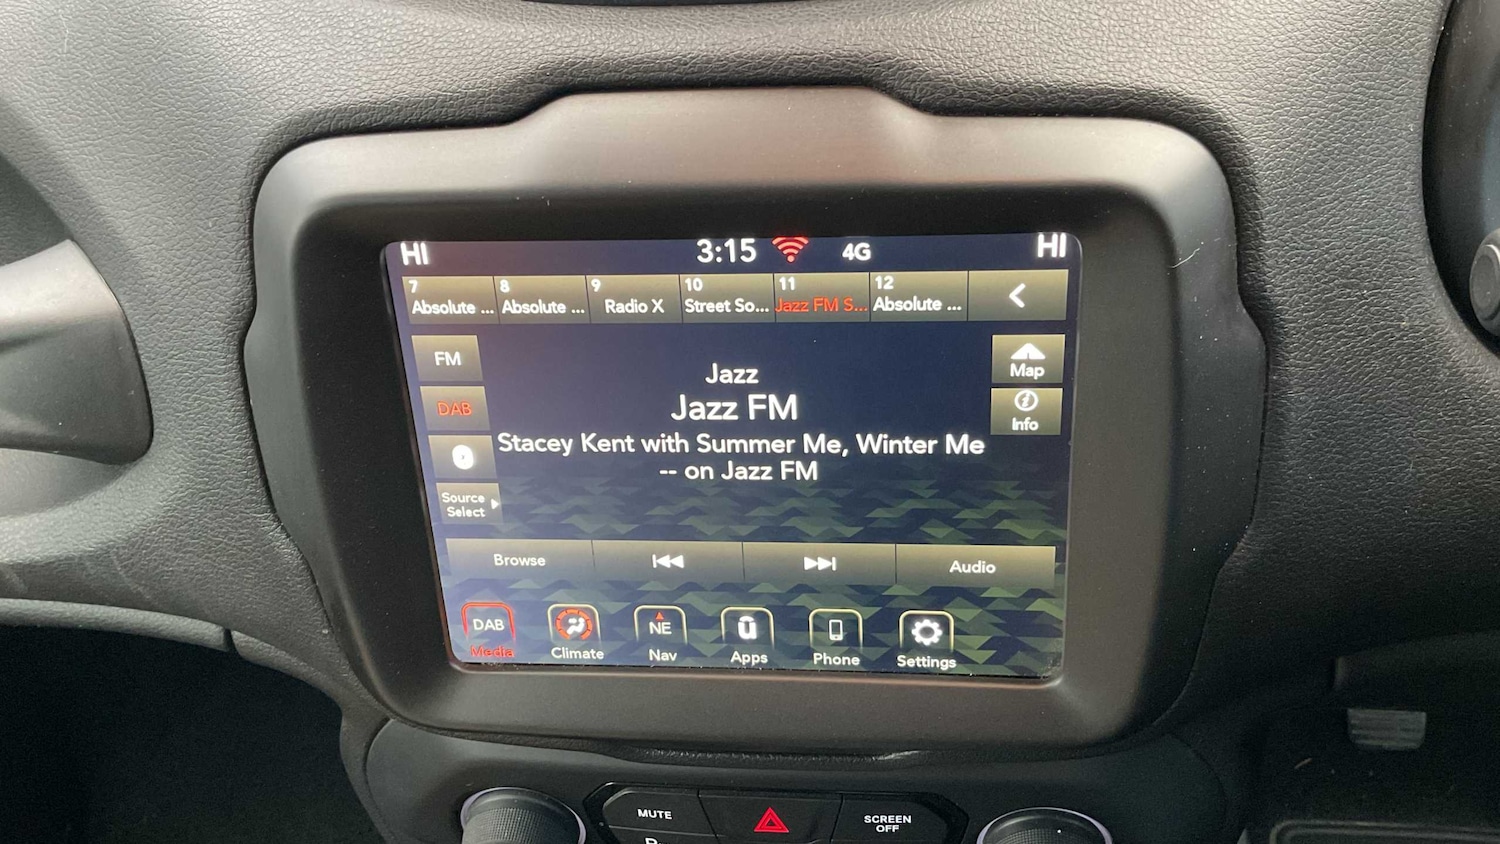 HI 3:15 4G HI
7 8 9 10 11 12
Absolute ... Absolute ... Radio X Street So... Jazz FM S... Absolute ...
FM
Jazz
Map
DAB
Jazz FM
Info
Stacey Kent with Summer Me, Winter Me
-- on Jazz FM
Source
Select
Browse Audio
DAB NE
Media Climate Nav Apps Phone Settings
MUTE SCREEN
OFF